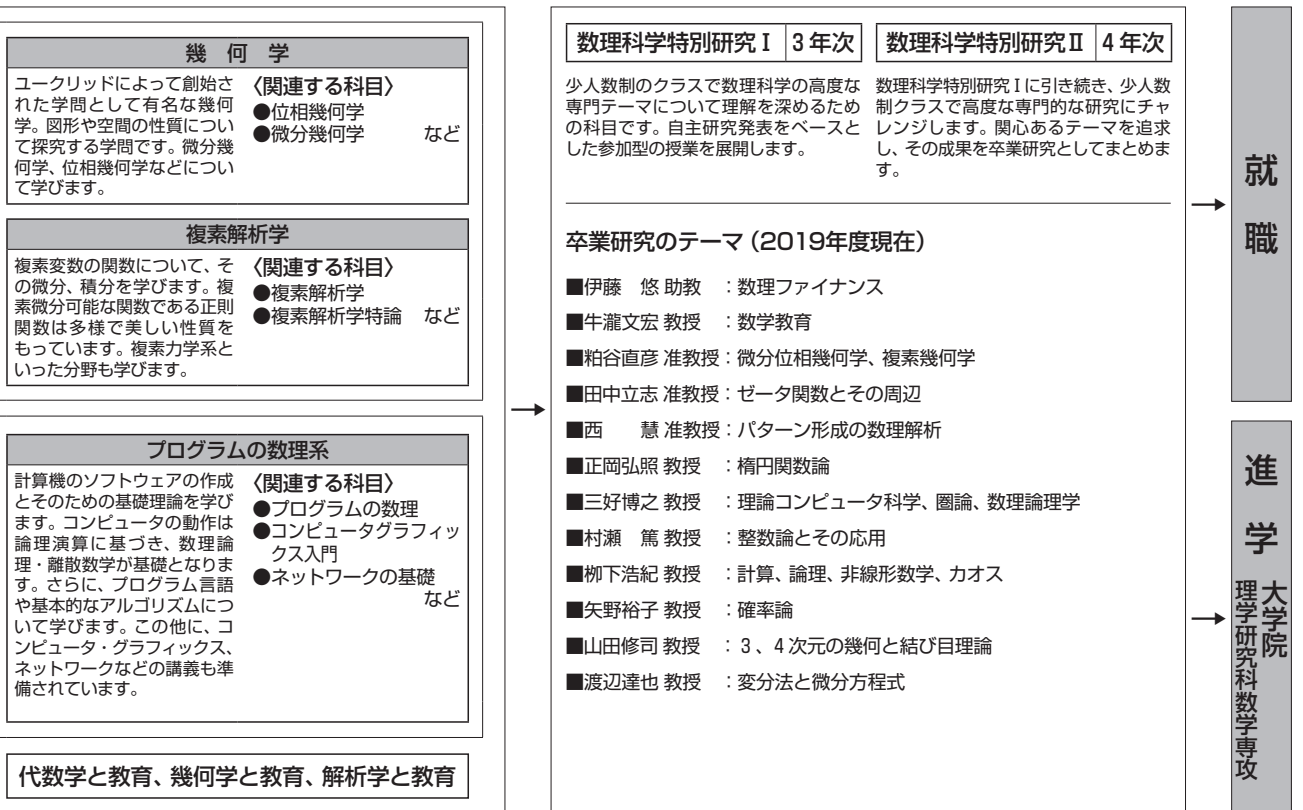 幾 何 学
ユークリッドによって創始さ
れた学問として有名な幾何
学。図形や空間の性質につい
て探究する学問です。微分幾
何学、位相幾何学などについ
て学びます。
〈関連する科目〉
●位相幾何学
●微分幾何学 など
複素解析学
複素変数の関数について、そ
の微分、積分を学びます。複
素微分可能な関数である正則
関数は多様で美しい性質を
もっています。複素力学系と
いった分野も学びます。
〈関連する科目〉
●複素解析学
●複素解析学特論 など
プログラムの数理系
計算機のソフトウェアの作成
とそのための基礎理論を学び
ます。コンピュータの動作は
論理演算に基づき、数理論
理・離散数学が基礎となりま
す。さらに、プログラム言語
や基本的なアルゴリズムにつ
いて学びます。この他に、コ
ンピュータ・グラフィックス、
ネットワークなどの講義も準
備されています。
〈関連する科目〉
●プログラムの数理
●コンピュータグラフィッ
クス入門
●ネットワークの基礎
など
代数学と教育、幾何学と教育、解析学と教育
→
数理科学特別研究Ⅰ 3年次
少人数制のクラスで数理科学の高度な
専門テーマについて理解を深めるため
の科目です。自主研究発表をベースと
した参加型の授業を展開します。
数理科学特別研究Ⅱ 4年次
数理科学特別研究Ⅰに引き続き、少人数
制クラスで高度な専門的な研究にチャ
レンジします。関心あるテーマを追求
し、その成果を卒業研究としてまとめま
す。
卒業研究のテーマ（2019年度現在）
■伊藤 悠 助教 ：数理ファイナンス
■牛瀧文宏 教授 ：数学教育
■粕谷直彦 准教授：微分位相幾何学、複素幾何学
■田中立志 准教授：ゼータ関数とその周辺
■西 慧 准教授：パターン形成の数理解析
■正岡弘照 教授 ：楕円関数論
■三好博之 教授 ：理論コンピュータ科学、圏論、数理論理学
■村瀬 篤 教授 ：整数論とその応用
■栁下浩紀 教授 ：計算、論理、非線形数学、カオス
■矢野裕子 教授 ：確率論
■山田修司 教授 ：3、4次元の幾何と結び目理論
■渡辺達也 教授 ：変分法と微分方程式
→
就職
→
進学
大学院
理学研究科数学専攻